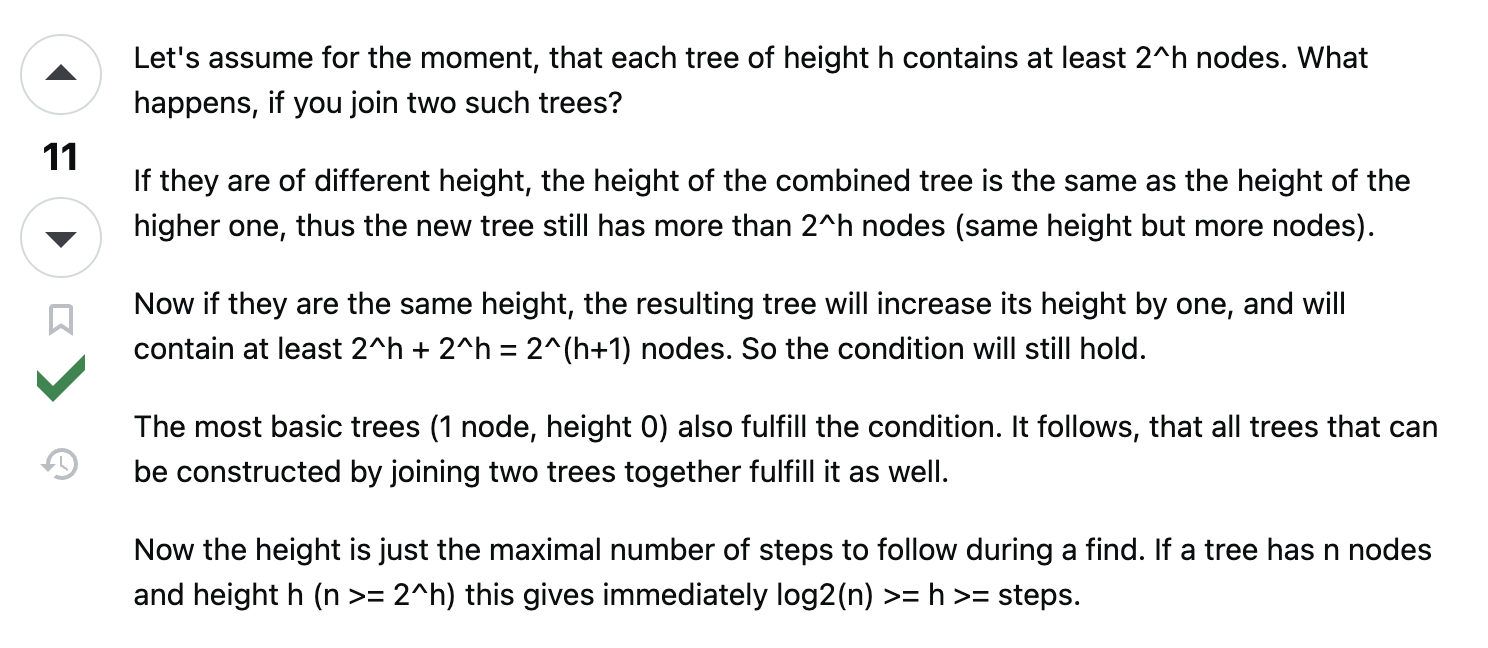 Let's assume for the moment, that each tree of height h contains at least 2^h nodes. What
happens, if you join two such trees?
11
If they are of different height, the height of the combined tree is the same as the height of the
higher one, thus the new tree still has more than 2^h nodes (same height but more nodes).
Now if they are the same height, the resulting tree will increase its height by one, and will
contain at least 2^h + 2^h = 2^(h+1) nodes. So the condition will still hold.
The most basic trees (1 node, height 0) also fulfill the condition. It follows, that all trees that can
be constructed by joining two trees together fulfill it as well.
Now the height is just the maximal number of steps to follow during a find. If a tree has n nodes
and height h (n >= 2^h) this gives immediately log2(n) >= h >= steps.